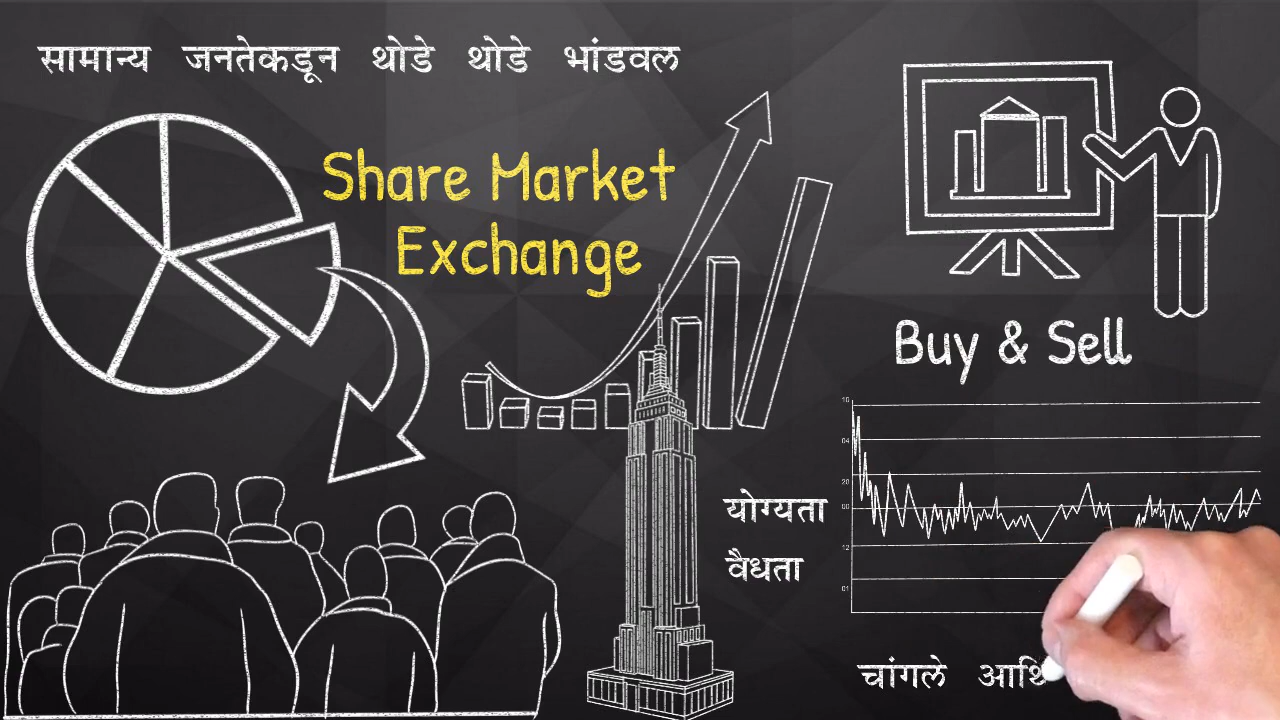 सामान्य जनतेकडून थोडे थोडे भांडवल
Share Market
Exchange
Buy & Sell
योग्यता
वैधता
चांगले